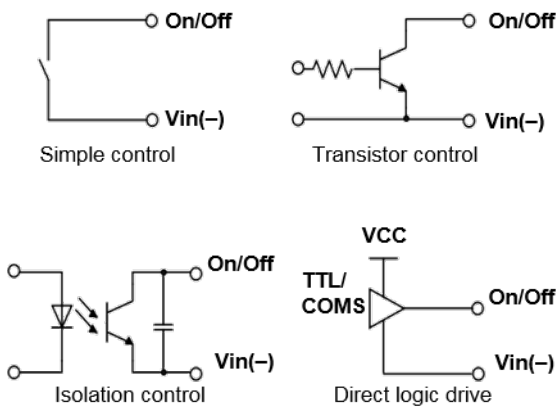 On/Off
Vin(–)
Simple control
On/Off
Vin(–)
Transistor control
On/Off
Vin(–)
Isolation control
VCC
TTL/
COMS
On/Off
Vin(–)
Direct logic drive